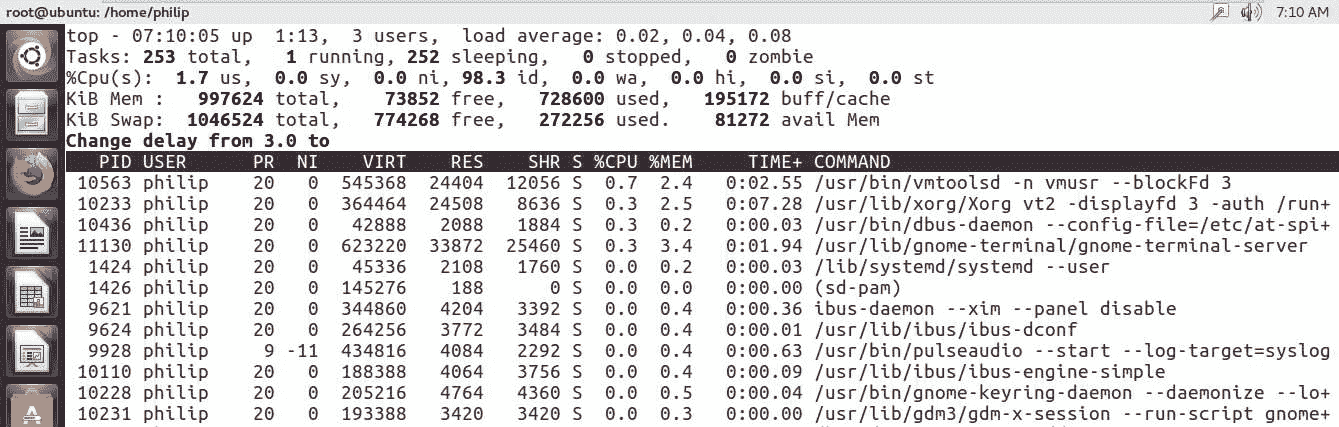 root@ubuntu: /home/philip 7:10 AM
top - 07:10:05 up  1:13,  3 users,  load average: 0.02, 0.04, 0.08
Tasks: 253 total,   1 running, 252 sleeping,   0 stopped,   0 zombie
%Cpu(s):  1.7 us,  0.0 sy,  0.0 ni, 98.3 id,  0.0 wa,  0.0 hi,  0.0 si,  0.0 st
KiB Mem :   997624 total,    73852 free,   728600 used,   195172 buff/cache
KiB Swap:  1046524 total,   774268 free,   272256 used.    81272 avail Mem
Change delay from 3.0 to
PID USER      PR  NI    VIRT    RES    SHR S %CPU %MEM     TIME+ COMMAND
10563 philip    20   0  545368  24404  12056 S  0.7  2.4   0:02.55 /usr/bin/vmtoolsd -n vmusr --blockFd 3
10233 philip    20   0  364464  24508   8636 S  0.3  2.5   0:07.28 /usr/lib/xorg/Xorg vt2 -displayfd 3 -auth /run+
10436 philip    20   0   42888   2088   1884 S  0.3  0.2   0:00.03 /usr/bin/dbus-daemon --config-file=/etc/at-spi+
11130 philip    20   0  623220  33872  25460 S  0.3  3.4   0:01.94 /usr/lib/gnome-terminal/gnome-terminal-server
1424 philip    20   0   45336   2108   1760 S  0.0  0.2   0:00.03 /lib/systemd/systemd --user
1426 philip    20   0  145276    188      0 S  0.0  0.0   0:00.00 (sd-pam)
9621 philip    20   0  344860   4204   3392 S  0.0  0.4   0:00.36 ibus-daemon --xim --panel disable
9624 philip    20   0  264256   3772   3484 S  0.0  0.4   0:00.01 /usr/lib/ibus/ibus-dconf
9928 philip     9 -11  434816   4084   2292 S  0.0  0.4   0:00.63 /usr/bin/pulseaudio --start --log-target=syslog
10110 philip    20   0  188388   4064   3756 S  0.0  0.4   0:00.09 /usr/lib/ibus/ibus-engine-simple
10228 philip    20   0  205216   4764   4360 S  0.0  0.5   0:00.04 /usr/bin/gnome-keyring-daemon --daemonize --lo+
10231 philip    20   0  193388   3420   3420 S  0.0  0.3   0:00.00 /usr/lib/gdm3/gdm-x-session --run-script gnome+